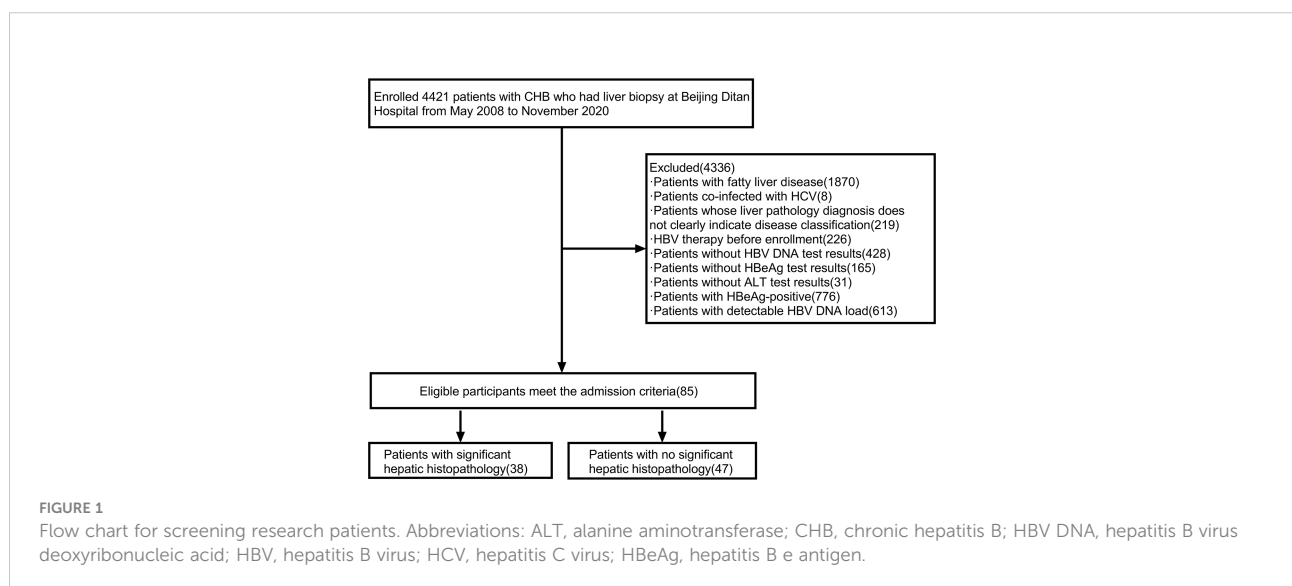 Enrolled 4421 patients with CHB who had liver biopsy at Beijing Ditan
Hospital from May 2008 to November 2020
Excluded(4336)
·Patients with fatty liver disease(1870)
·Patients co-infected with HCV(8)
·Patients whose liver pathology diagnosis does
not clearly indicate disease classification(219)
·HBV therapy before enrollment(226)
·Patients without HBV DNA test results(428)
·Patients without HBeAg test results(165)
·Patients without ALT test results(31)
·Patients with HBeAg-positive(776)
·Patients with detectable HBV DNA load(613)
Eligible participants meet the admission criteria(85)
Patients with significant
hepatic histopathology(38)
Patients with no significant
hepatic histopathology(47)
FIGURE 1
Flow chart for screening research patients. Abbreviations: ALT, alanine aminotransferase; CHB, chronic hepatitis B; HBV DNA, hepatitis B virus
deoxyribonucleic acid; HBV, hepatitis B virus; HCV, hepatitis C virus; HBeAg, hepatitis B e antigen.